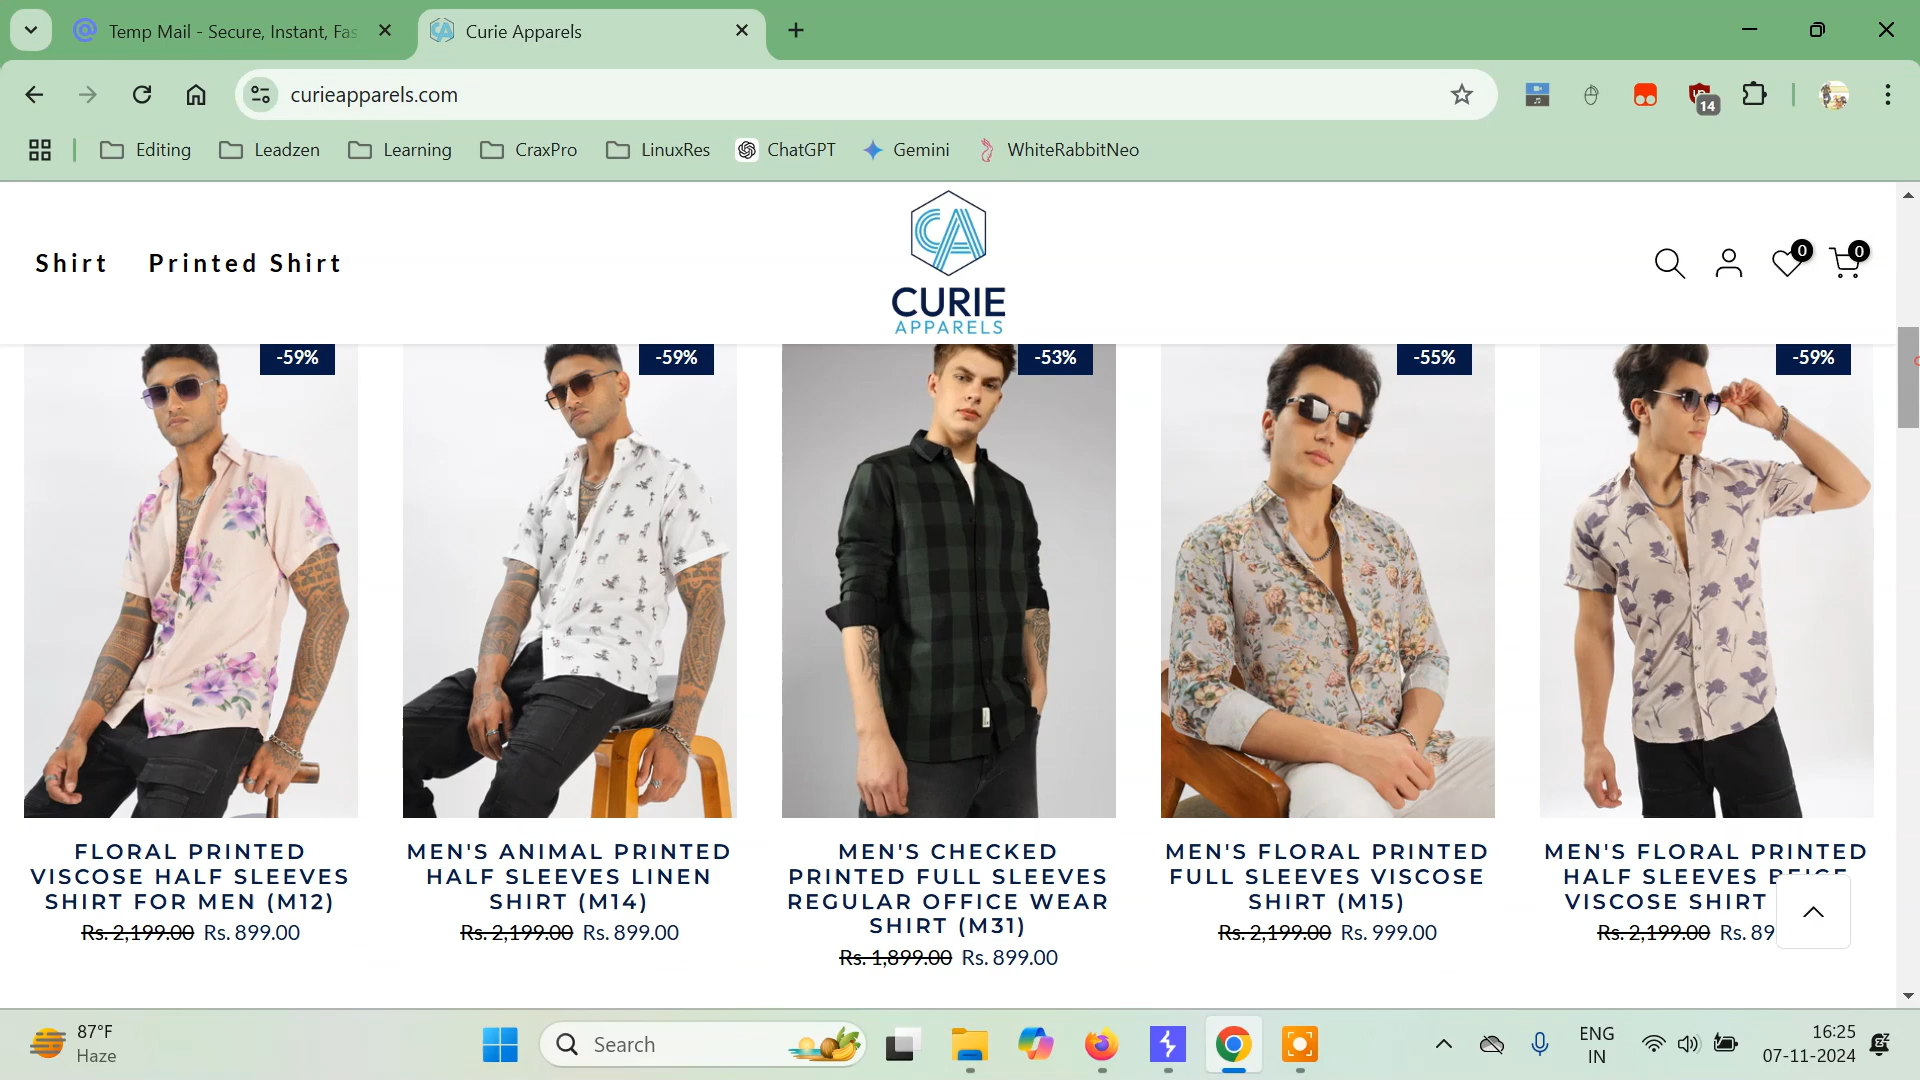 Temp Mail - Secure, Instant, Fas
Curie Apparels
curieapparels.com
14
Editing
Leadzen
Learning
CraxPro
LinuxRes
ChatGPT
Gemini
WhiteRabbitNeo
Shirt
Printed Shirt
CA
CURIE
APPARELS
0
0
-59%
-59%
-53%
-55%
-59%
FLORAL PRINTED
VISCOSE HALF SLEEVES
SHIRT FOR MEN (M12)
Rs. 2,199.00 Rs. 899.00
MEN'S ANIMAL PRINTED
HALF SLEEVES LINEN
SHIRT (M14)
Rs. 2,199.00 Rs. 899.00
MEN'S CHECKED
PRINTED FULL SLEEVES
REGULAR OFFICE WEAR
SHIRT (M31)
Rs. 1,899.00 Rs. 899.00
MEN'S FLORAL PRINTED
FULL SLEEVES VISCOSE
SHIRT (M15)
Rs. 2,199.00 Rs. 999.00
MEN'S FLORAL PRINTED
HALF SLEEVES BEIGE
VISCOSE SHIRT
Rs. 2,199.00 Rs. 89
87°F
Haze
Search
ENG
IN
16:25
07-11-2024